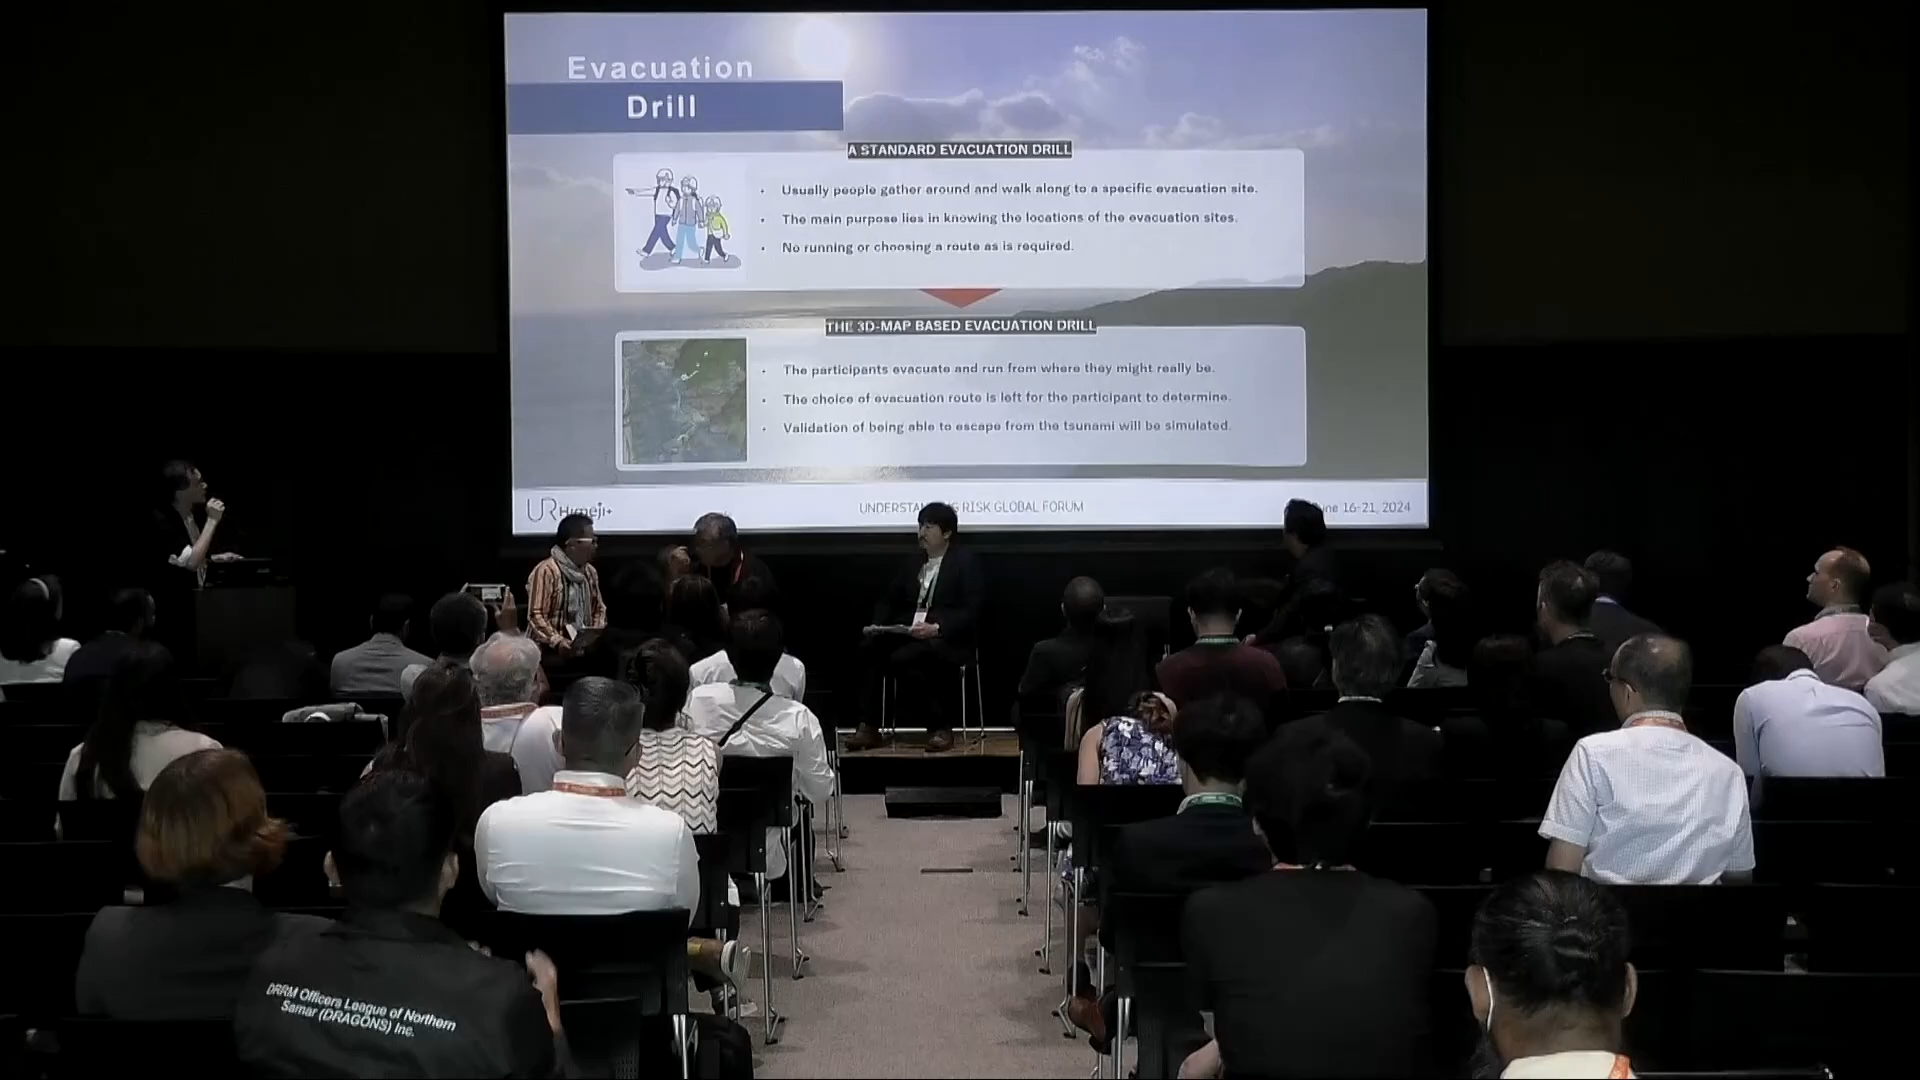 Evacuation
Drill
A STANDARD EVACUATION DRILL
• Usually people gather around and walk along to a specific evacuation site.
• The main purpose lies in knowing the locations of the evacuation sites.
• No running or choosing a route as is required.
THE 3D-MAP BASED EVACUATION DRILL
• The participants evacuate and run from where they might really be.
• The choice of evacuation route is left for the participant to determine.
• Validation of being able to escape from the tsunami will be simulated.
UR Himeji+
RISK GLOBAL FORUM
16-21, 2024
DRRM Officers League of Northern
Samar (DRAGONS) Inc.